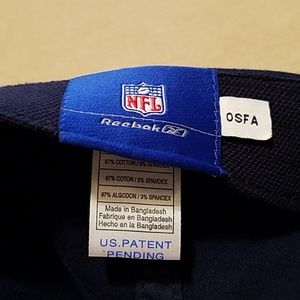 NFL
Reebok
OSFA
97% COTTON / 3% SPANDEX
97% COTON / 3% SPANDEX
97% ALGODON / 3% SPANDEX
Made in Bangladesh
Fabrique en Bangladesh
Hecho en Bangladesh
U.S. PATENT
PENDING